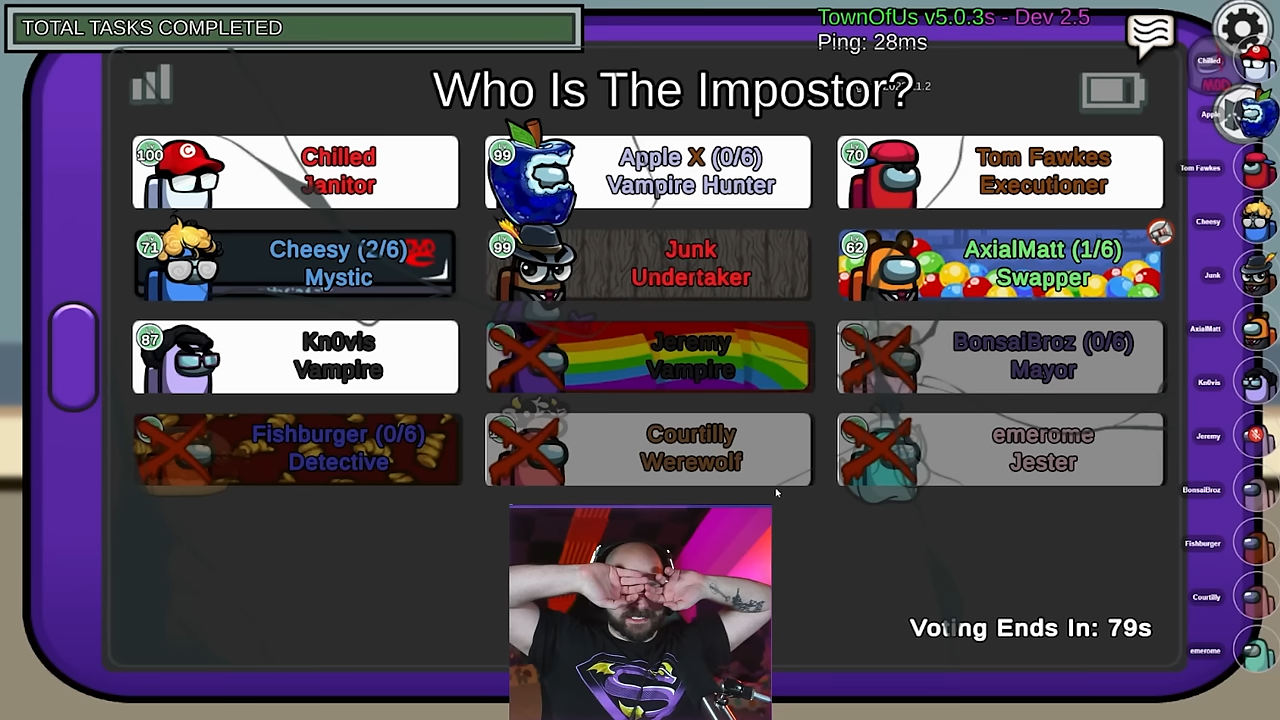 TOTAL TASKS COMPLETED
TownOfUs v5.0.3s - Dev 2.5
Ping: 28ms
Who Is The Impostor?
100
Chilled
Janitor
99
Apple X (0/6)
Vampire Hunter
70
Tom Fawkes
Executioner
71
Cheesy (2/6)
Mystic
99
Junk
Undertaker
62
AxialMatt (1/6)
Swapper
87
Kn0vis
Vampire
Jeremy
Vampire
BonsaiBroz (0/6)
Mayor
Fishburger (0/6)
Detective
Courtilly
Werewolf
emerome
Jester
Voting Ends In: 79s
Chilled
MOD
Apple
Tom Fawkes
Cheesy
Junk
AxialMatt
Kn0vis
Jeremy
BonsaiBroz
Fishburger
Courtilly
emerome